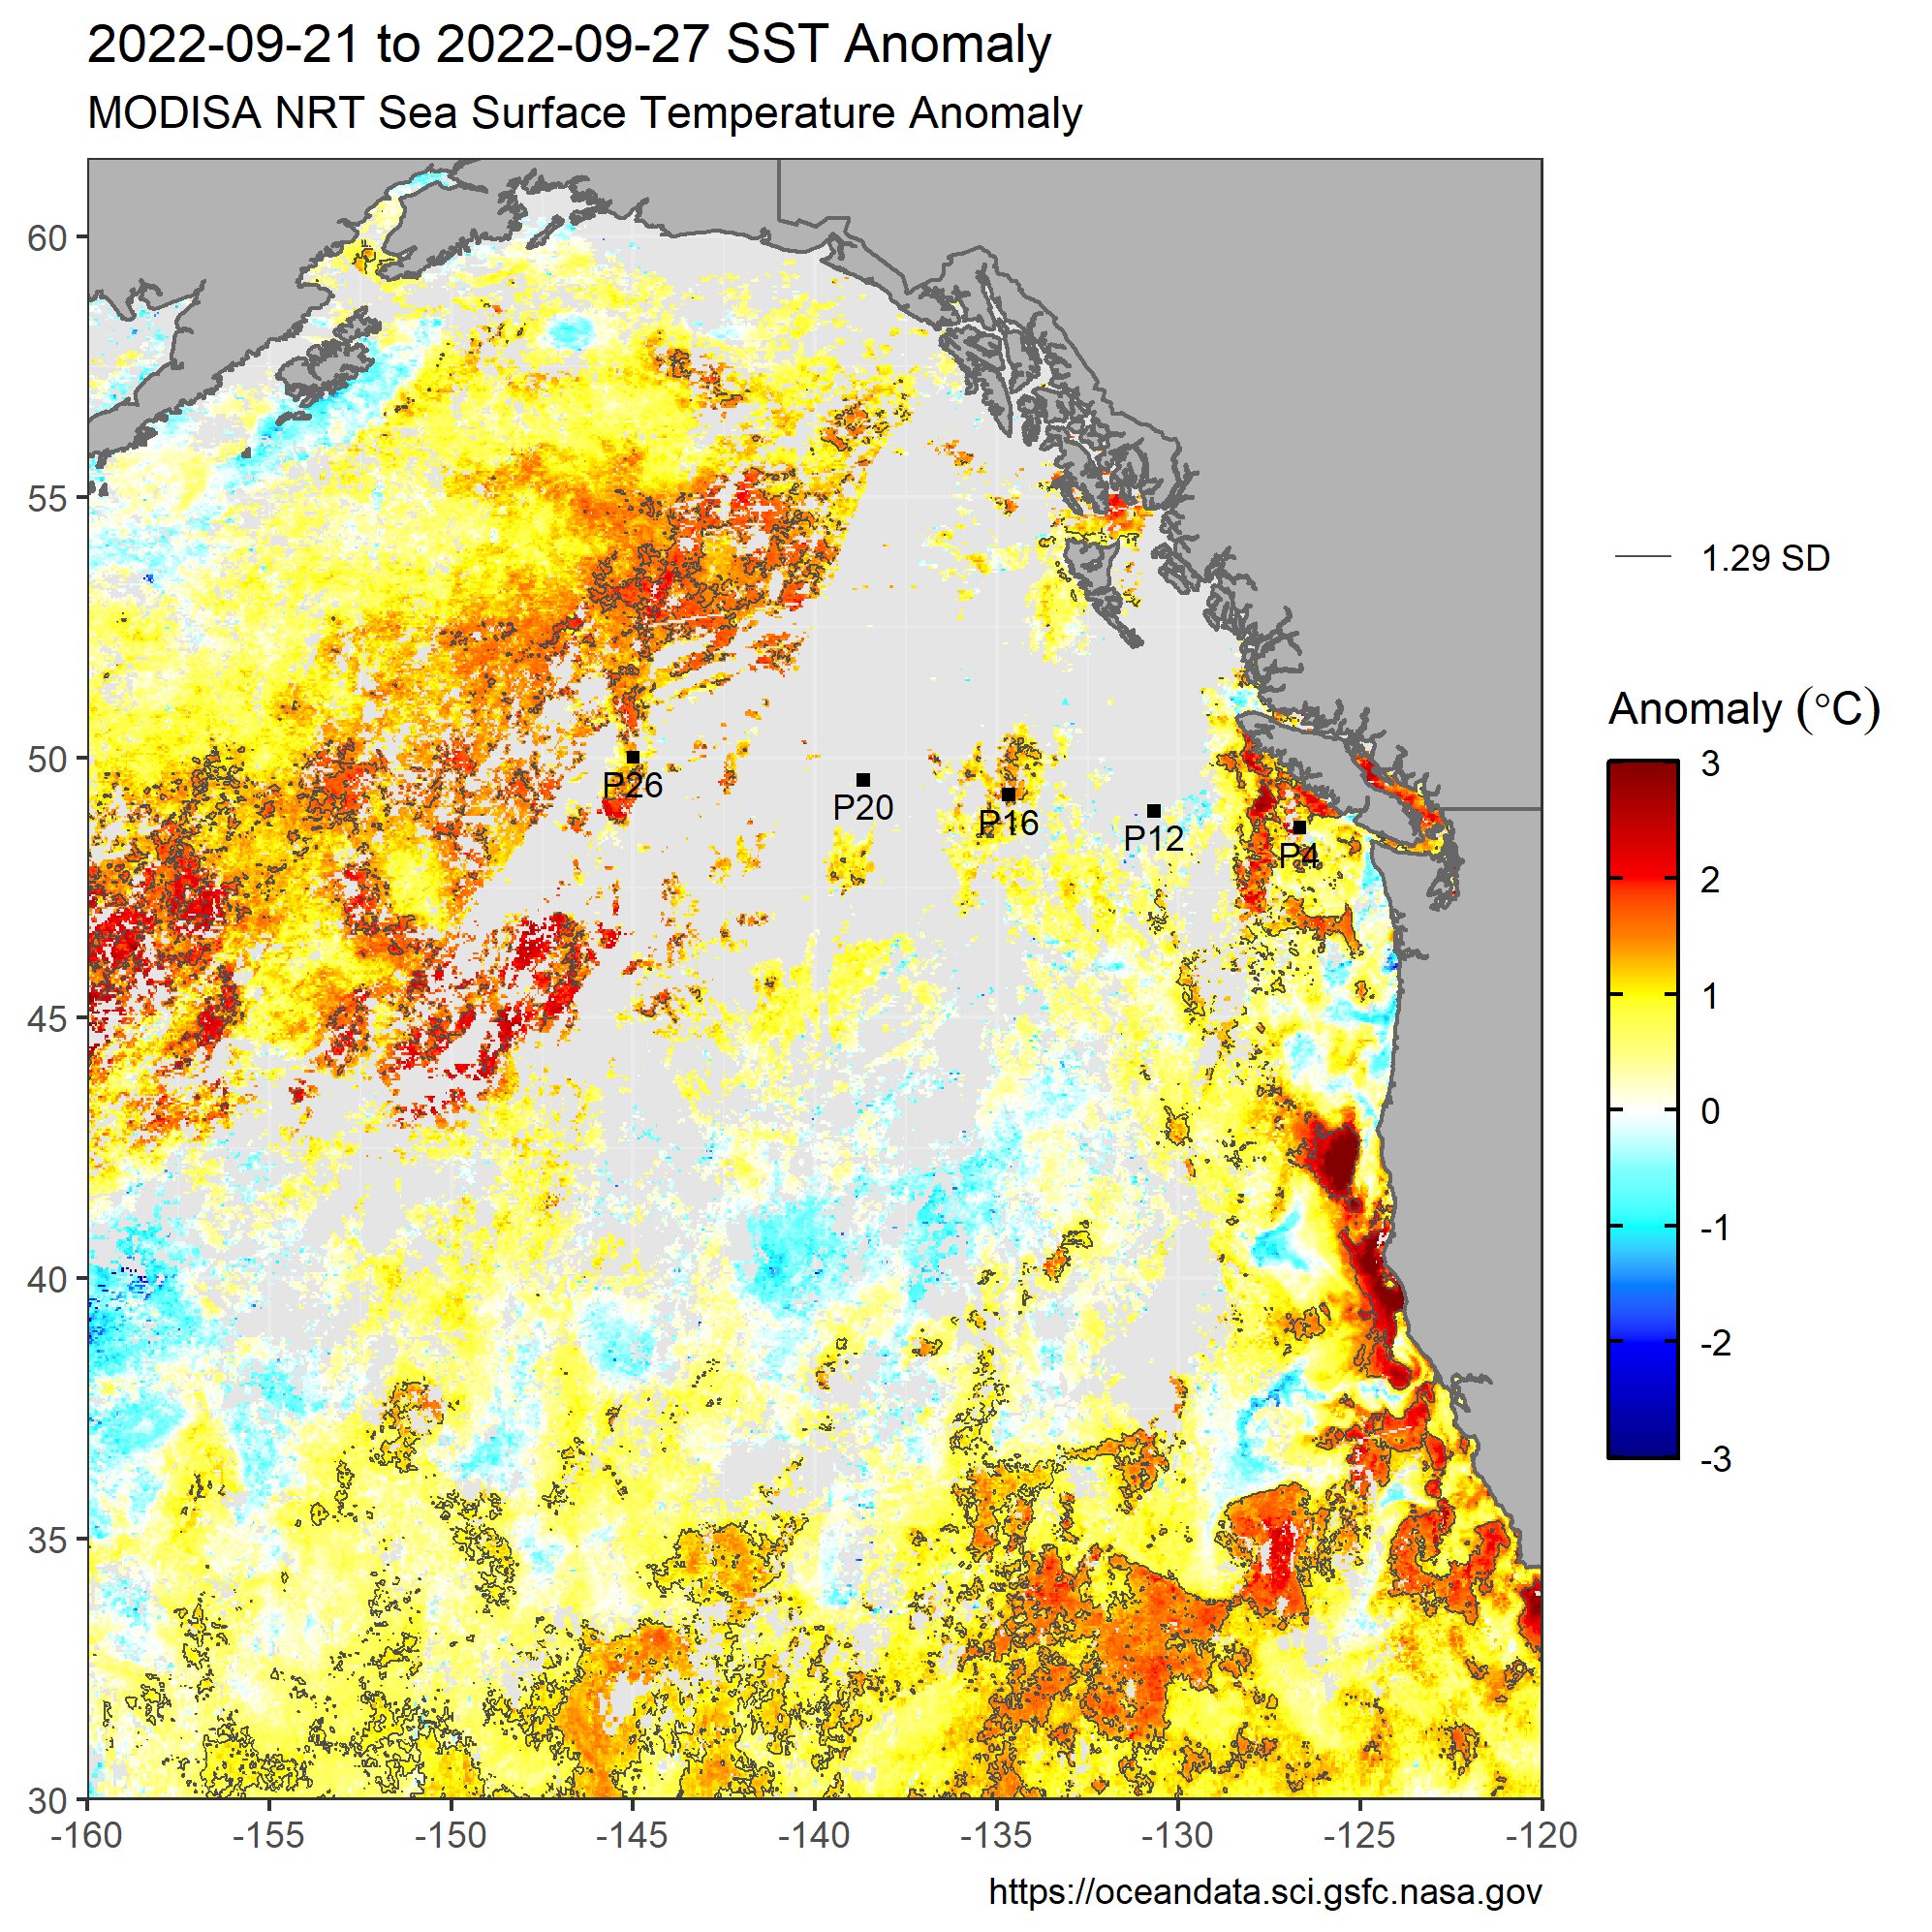 2022-09-21 to 2022-09-27 SST Anomaly
MODISA NRT Sea Surface Temperature Anomaly
60
55
50
45
40
35
30
-160
-155
-150
-145
-140
-135
-130
-125
-120
P26
P20
P16
P12
P4
1.29 SD
Anomaly (°C)
3
2
1
0
-1
-2
-3
https://oceandata.sci.gsfc.nasa.gov